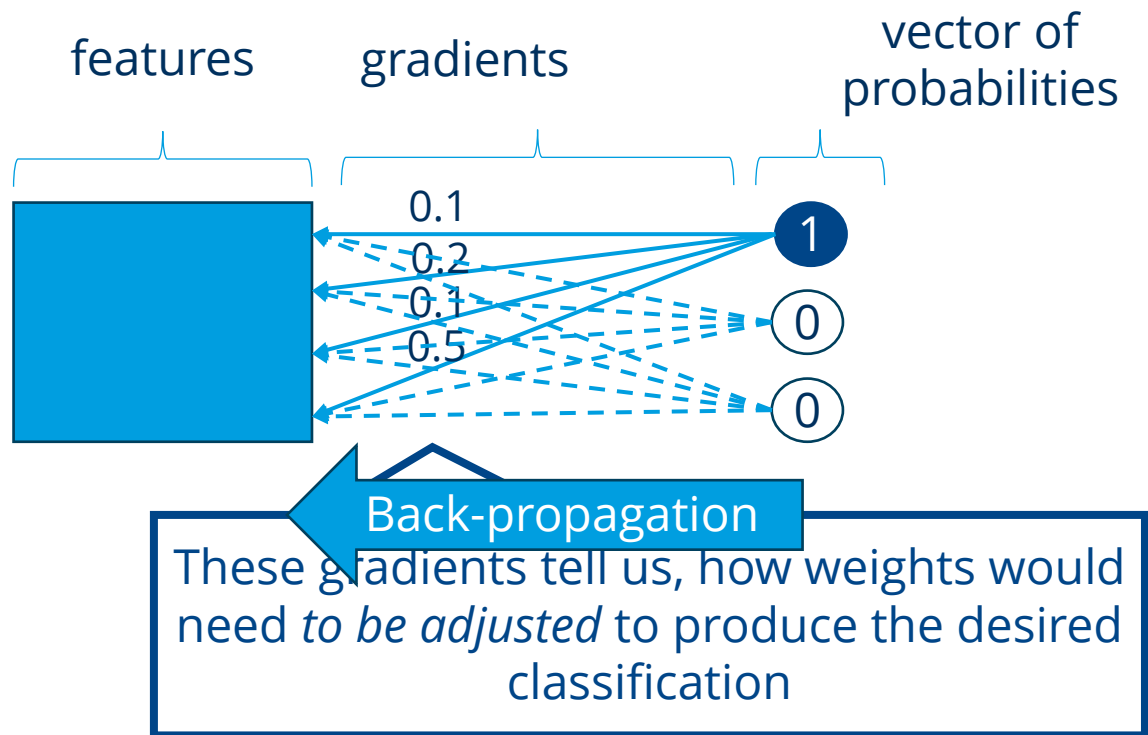 features
gradients
vector of
probabilities
0.1
0.2
0.1
0.5
1
0
0
Back-propagation
These gradients tell us, how weights would
need to be adjusted to produce the desired
classification